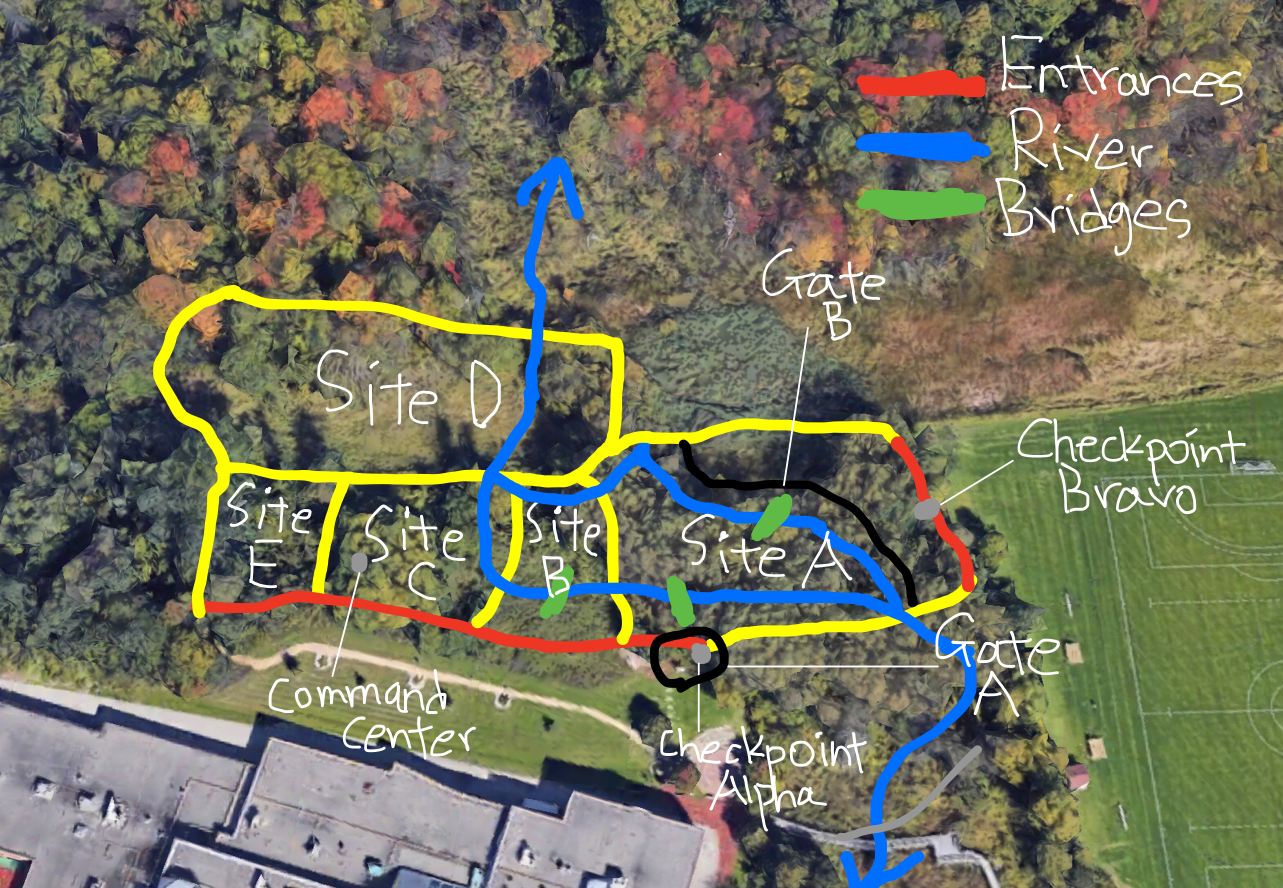 Entrances
River
Bridges
Gate
B
Site D
Checkpoint
Bravo
Site
E
Site
C
Site
B
Site A
Gate
A
Command
Center
Checkpoint
Alpha